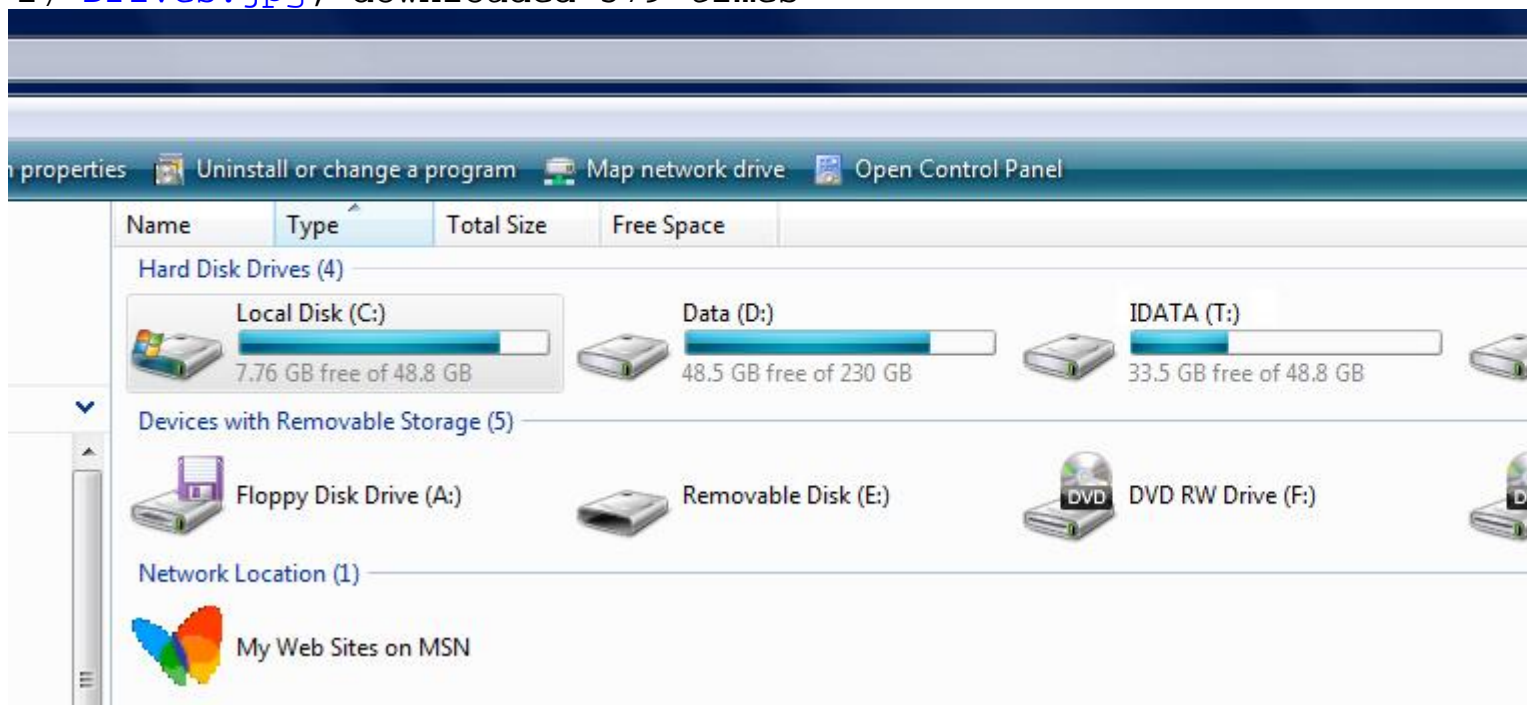 n properties Uninstall or change a program Map network drive Open Control Panel
Name Type Total Size Free Space
Hard Disk Drives (4)
Local Disk (C:) Data (D:) IDATA (T:)
7.76 GB free of 48.8 GB 48.5 GB free of 230 GB 33.5 GB free of 48.8 GB
Devices with Removable Storage (5)
Floppy Disk Drive (A:) Removable Disk (E:) DVD DVD RW Drive (F:) D
Network Location (1)
My Web Sites on MSN